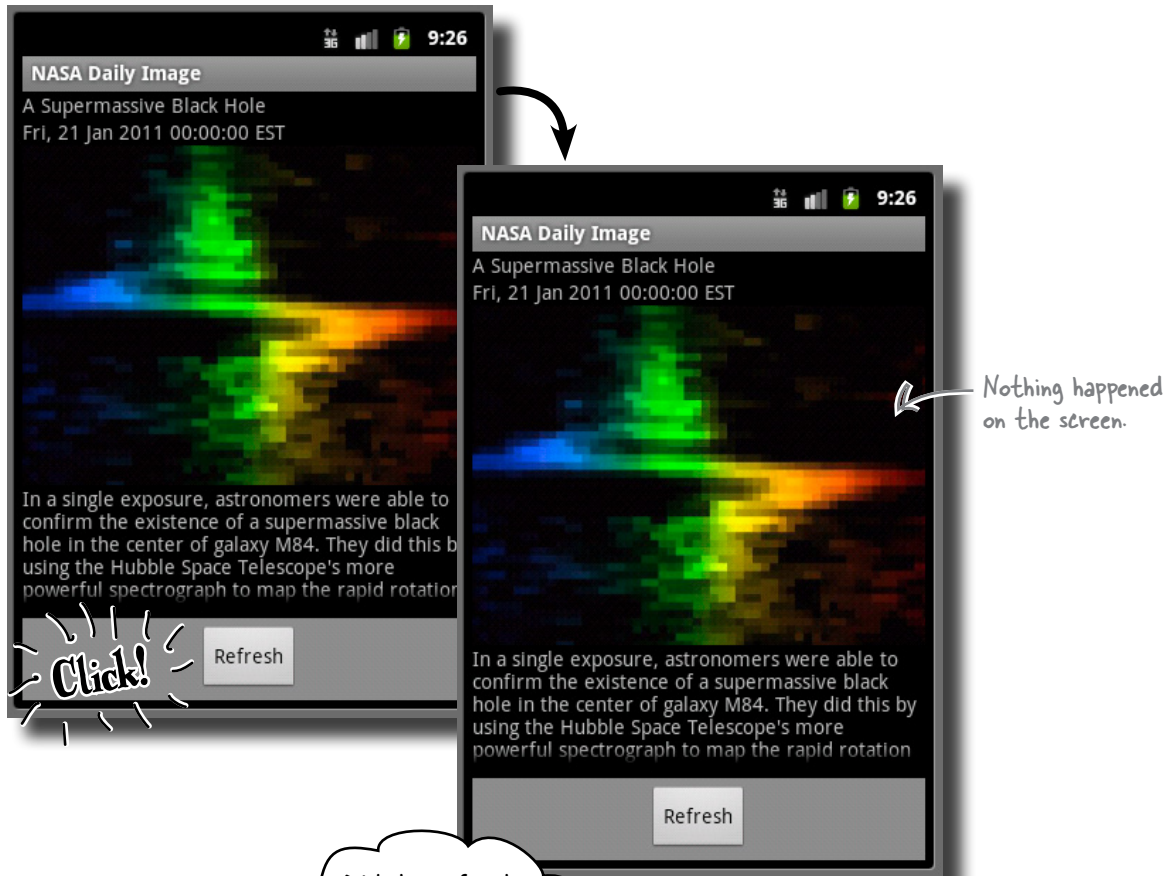 3G 9:26
NASA Daily Image
A Supermassive Black Hole
Fri, 21 Jan 2011 00:00:00 EST
In a single exposure, astronomers were able to
confirm the existence of a supermassive black
hole in the center of galaxy M84. They did this b
using the Hubble Space Telescope's more
powerful spectrograph to map the rapid rotation
Click!
Refresh
3G 9:26
NASA Daily Image
A Supermassive Black Hole
Fri, 21 Jan 2011 00:00:00 EST
Nothing happened
on the screen.
In a single exposure, astronomers were able to
confirm the existence of a supermassive black
hole in the center of galaxy M84. They did this by
using the Hubble Space Telescope's more
powerful spectrograph to map the rapid rotation
Refresh